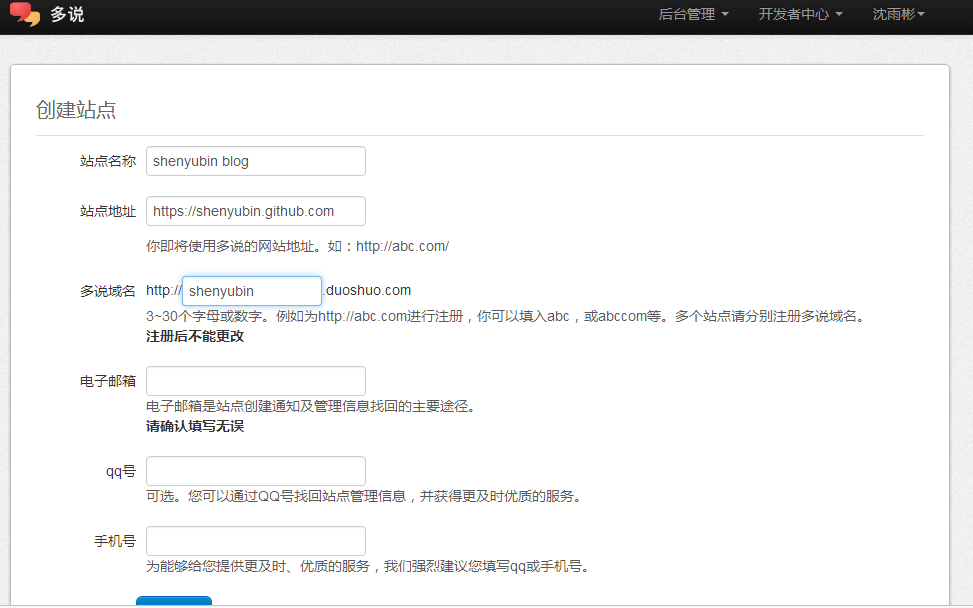 多说
后台管理 开发者中心 沈雨彬
创建站点
站点名称 shenyubin blog
站点地址 https://shenyubin.github.com
你即将使用多说的网站地址。如：http://abc.com/
多说域名 http:// shenyubin .duoshuo.com
3~30个字母或数字。例如为http://abc.com进行注册，你可以填入abc，或abccom等。多个站点请分别注册多说域名。
注册后不能更改
电子邮箱
电子邮箱是站点创建通知及管理信息找回的主要途径。
请确认填写无误
qq号
可选。您可以通过QQ号找回站点管理信息，并获得更及时优质的服务。
手机号
为能够给您提供更及时、优质的服务，我们强烈建议您填写qq或手机号。